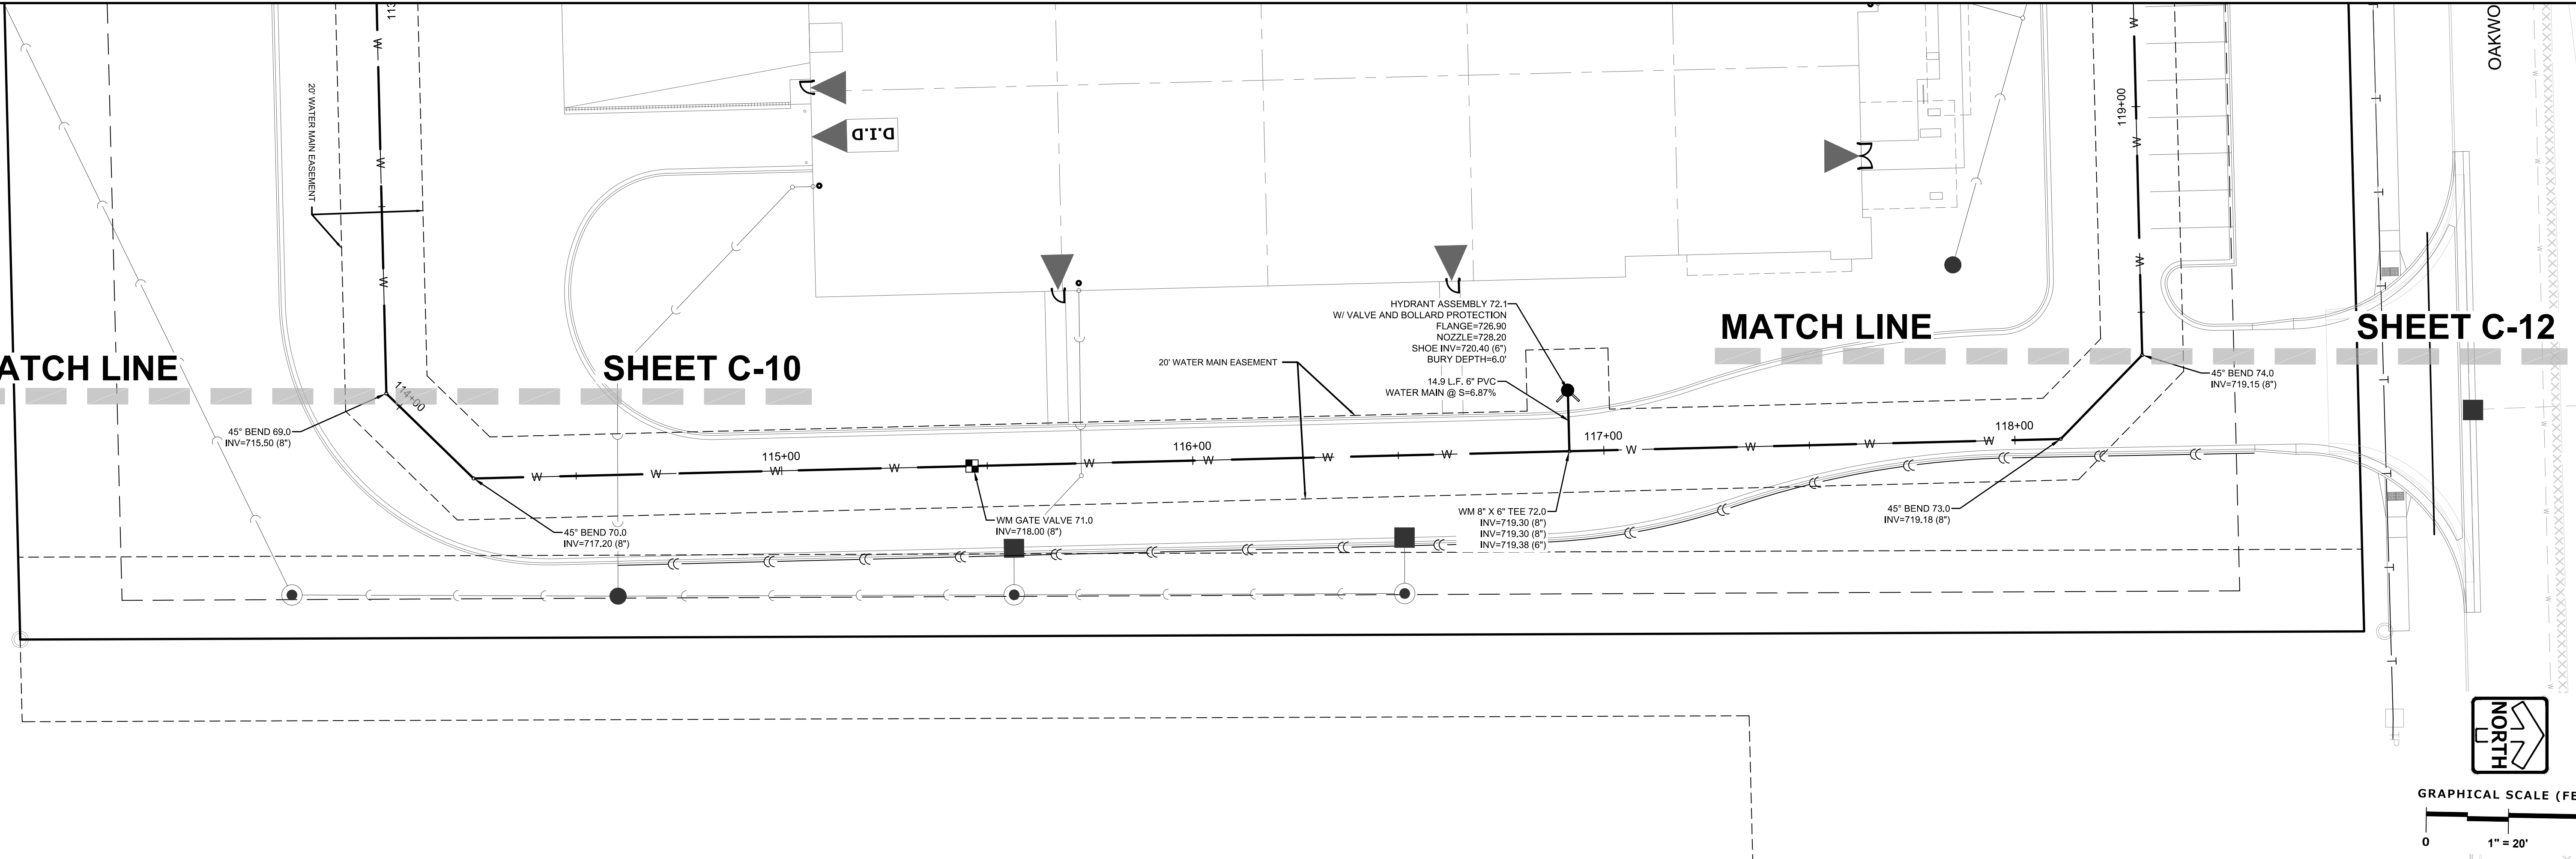 113
20' WATER MAIN EASEMENT
D.I.D
MATCH LINE
SHEET C-12
OAKWO
119+00
ATCH LINE
SHEET C-10
114+00
45° BEND 69.0
INV=715.50 (8")
45° BEND 70.0
INV=717.20 (8")
115+00
116+00
117+00
118+00
WM GATE VALVE 71.0
INV=718.00 (8")
20' WATER MAIN EASEMENT
HYDRANT ASSEMBLY 72.1
W/ VALVE AND BOLLARD PROTECTION
FLANGE=726.90
NOZZLE=728.20
SHOE INV=720.40 (6")
BURY DEPTH=6.0'
14.9 L.F. 6" PVC
WATER MAIN @ S=6.87%
WM 8" X 6" TEE 72.0
INV=719.30 (8")
INV=719.30 (8")
INV=719.38 (6")
45° BEND 73.0
INV=719.18 (8")
45° BEND 74.0
INV=719.15 (8")
W W W W W W W W W W W W W W W W W W W W
T T T T T T
TP
NORTH
GRAPHICAL SCALE (FE
0
1" = 20'